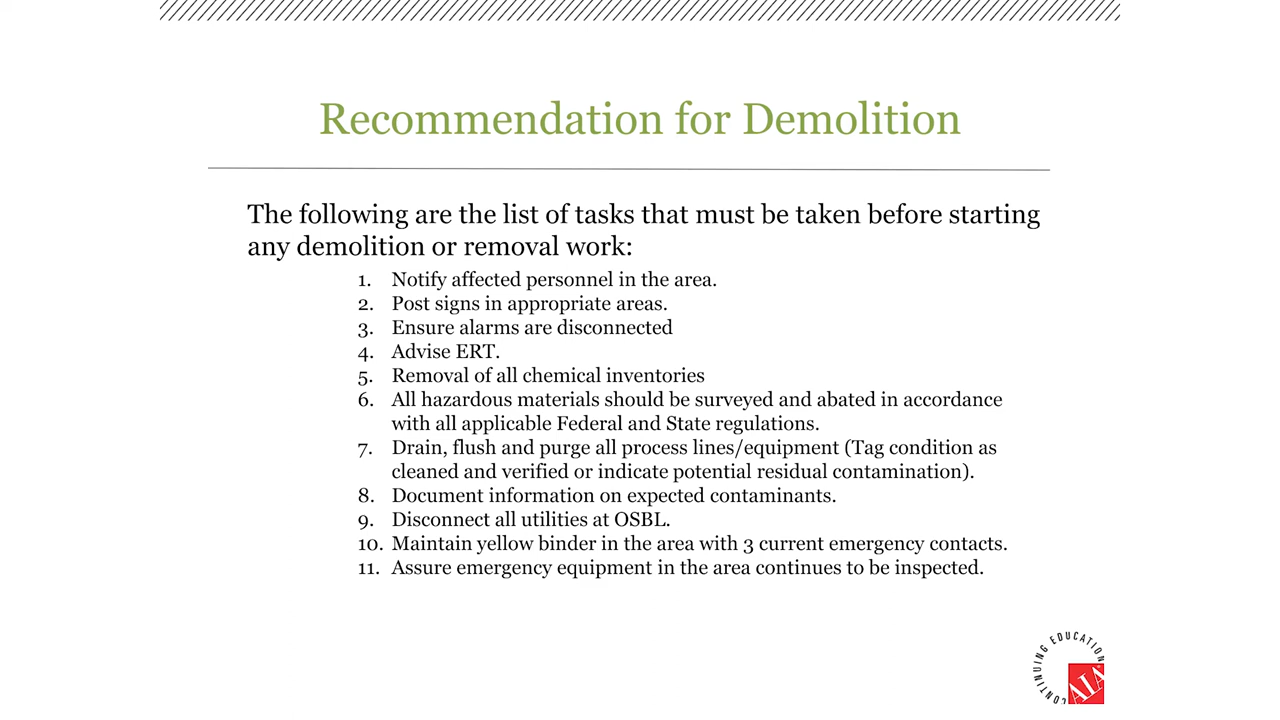 Recommendation for Demolition
The following are the list of tasks that must be taken before starting
any demolition or removal work:
1. Notify affected personnel in the area.
2. Post signs in appropriate areas.
3. Ensure alarms are disconnected
4. Advise ERT.
5. Removal of all chemical inventories
6. All hazardous materials should be surveyed and abated in accordance
with all applicable Federal and State regulations.
7. Drain, flush and purge all process lines/equipment (Tag condition as
cleaned and verified or indicate potential residual contamination).
8. Document information on expected contaminants.
9. Disconnect all utilities at OSBL.
10. Maintain yellow binder in the area with 3 current emergency contacts.
11. Assure emergency equipment in the area continues to be inspected.
CONTINUING EDUCATION
AIA